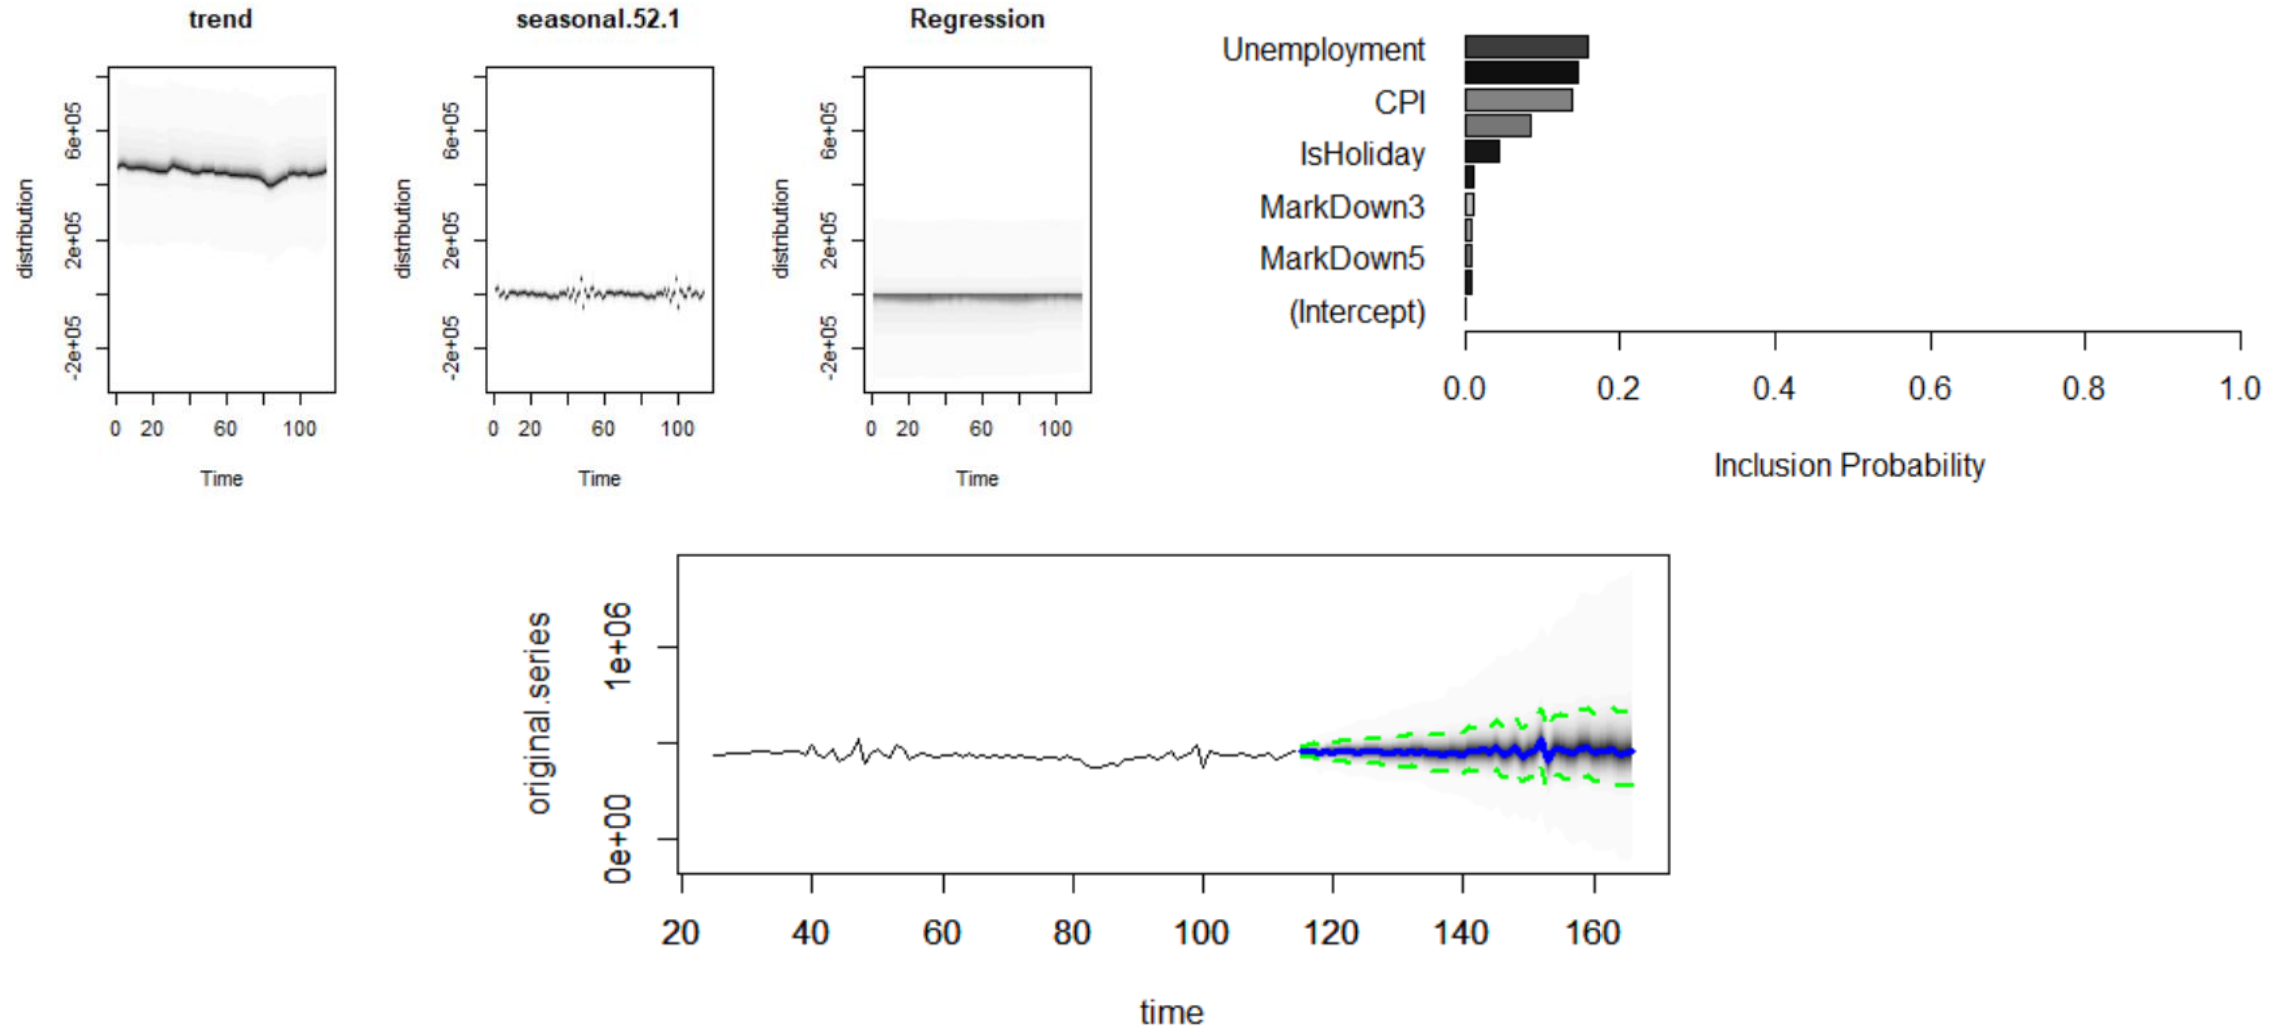 trend
distribution
-2e+05 2e+05 6e+05
0 20 60 100
Time
seasonal.52.1
distribution
-2e+05 2e+05 6e+05
0 20 60 100
Time
Regression
distribution
-2e+05 2e+05 6e+05
0 20 60 100
Time
Unemployment
CPI
IsHoliday
MarkDown3
MarkDown5
(Intercept)
0.0 0.2 0.4 0.6 0.8 1.0
Inclusion Probability
original.series
0e+00 1e+06
20 40 60 80 100 120 140 160
time